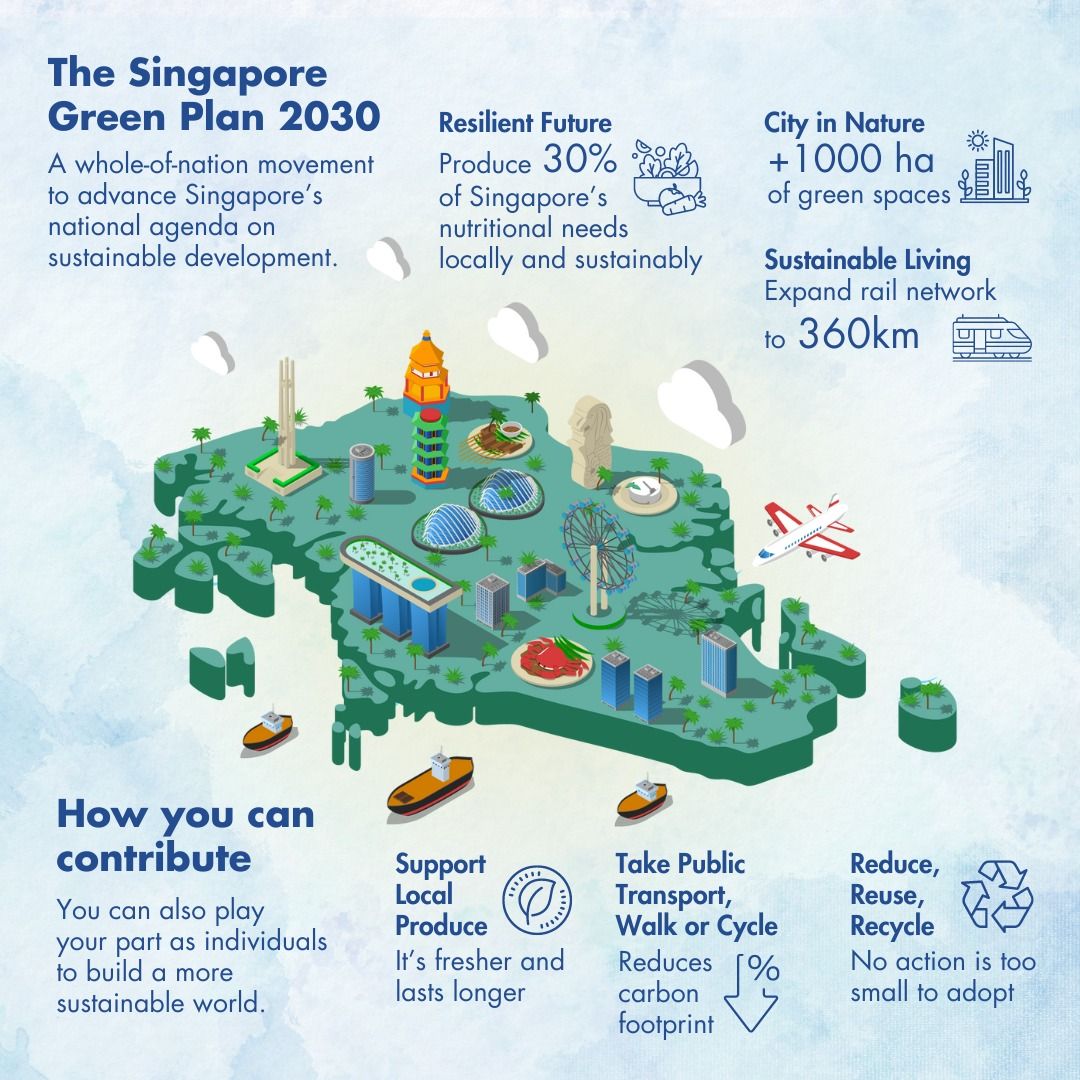 The Singapore
Green Plan 2030
A whole-of-nation movement
to advance Singapore's
national agenda on
sustainable development.
Resilient Future
Produce 30%
of Singapore's
nutritional needs
locally and sustainably
City in Nature
+1000 ha
of green spaces
Sustainable Living
Expand rail network
to 360km
How you can
contribute
You can also play
your part as individuals
to build a more
sustainable world.
Support
Local
Produce
It's fresher and
lasts longer
Take Public
Transport,
Walk or Cycle
Reduces
carbon
footprint
%
Reduce,
Reuse,
Recycle
No action is too
small to adopt